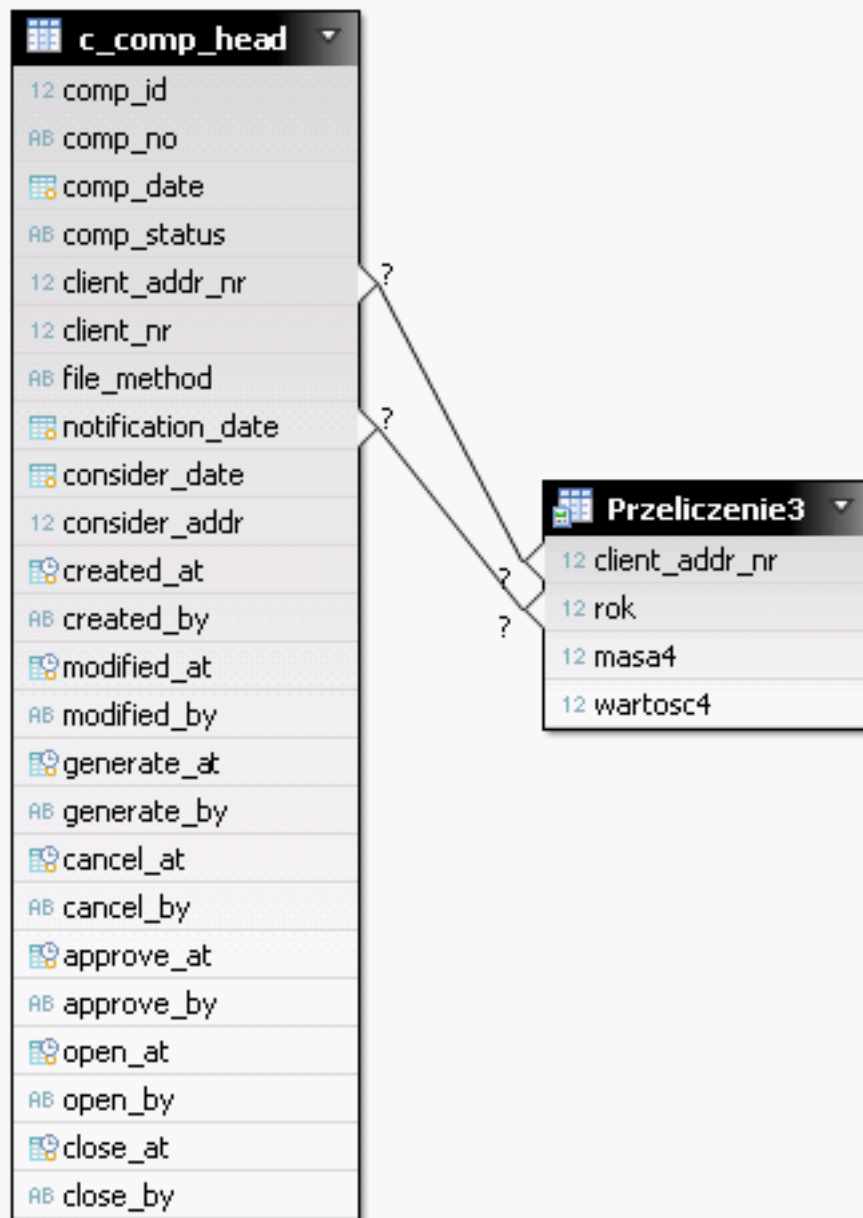 c_comp_head
12 comp_id
AB comp_no
comp_date
AB comp_status
12 client_addr_nr
?
12 client_nr
AB file_method
notification_date
?
consider_date
12 consider_addr
created_at
AB created_by
modified_at
AB modified_by
generate_at
AB generate_by
cancel_at
AB cancel_by
approve_at
AB approve_by
open_at
AB open_by
close_at
AB close_by
Przeliczenie3
12 client_addr_nr
?
12 rok
?
12 masa4
12 wartosc4